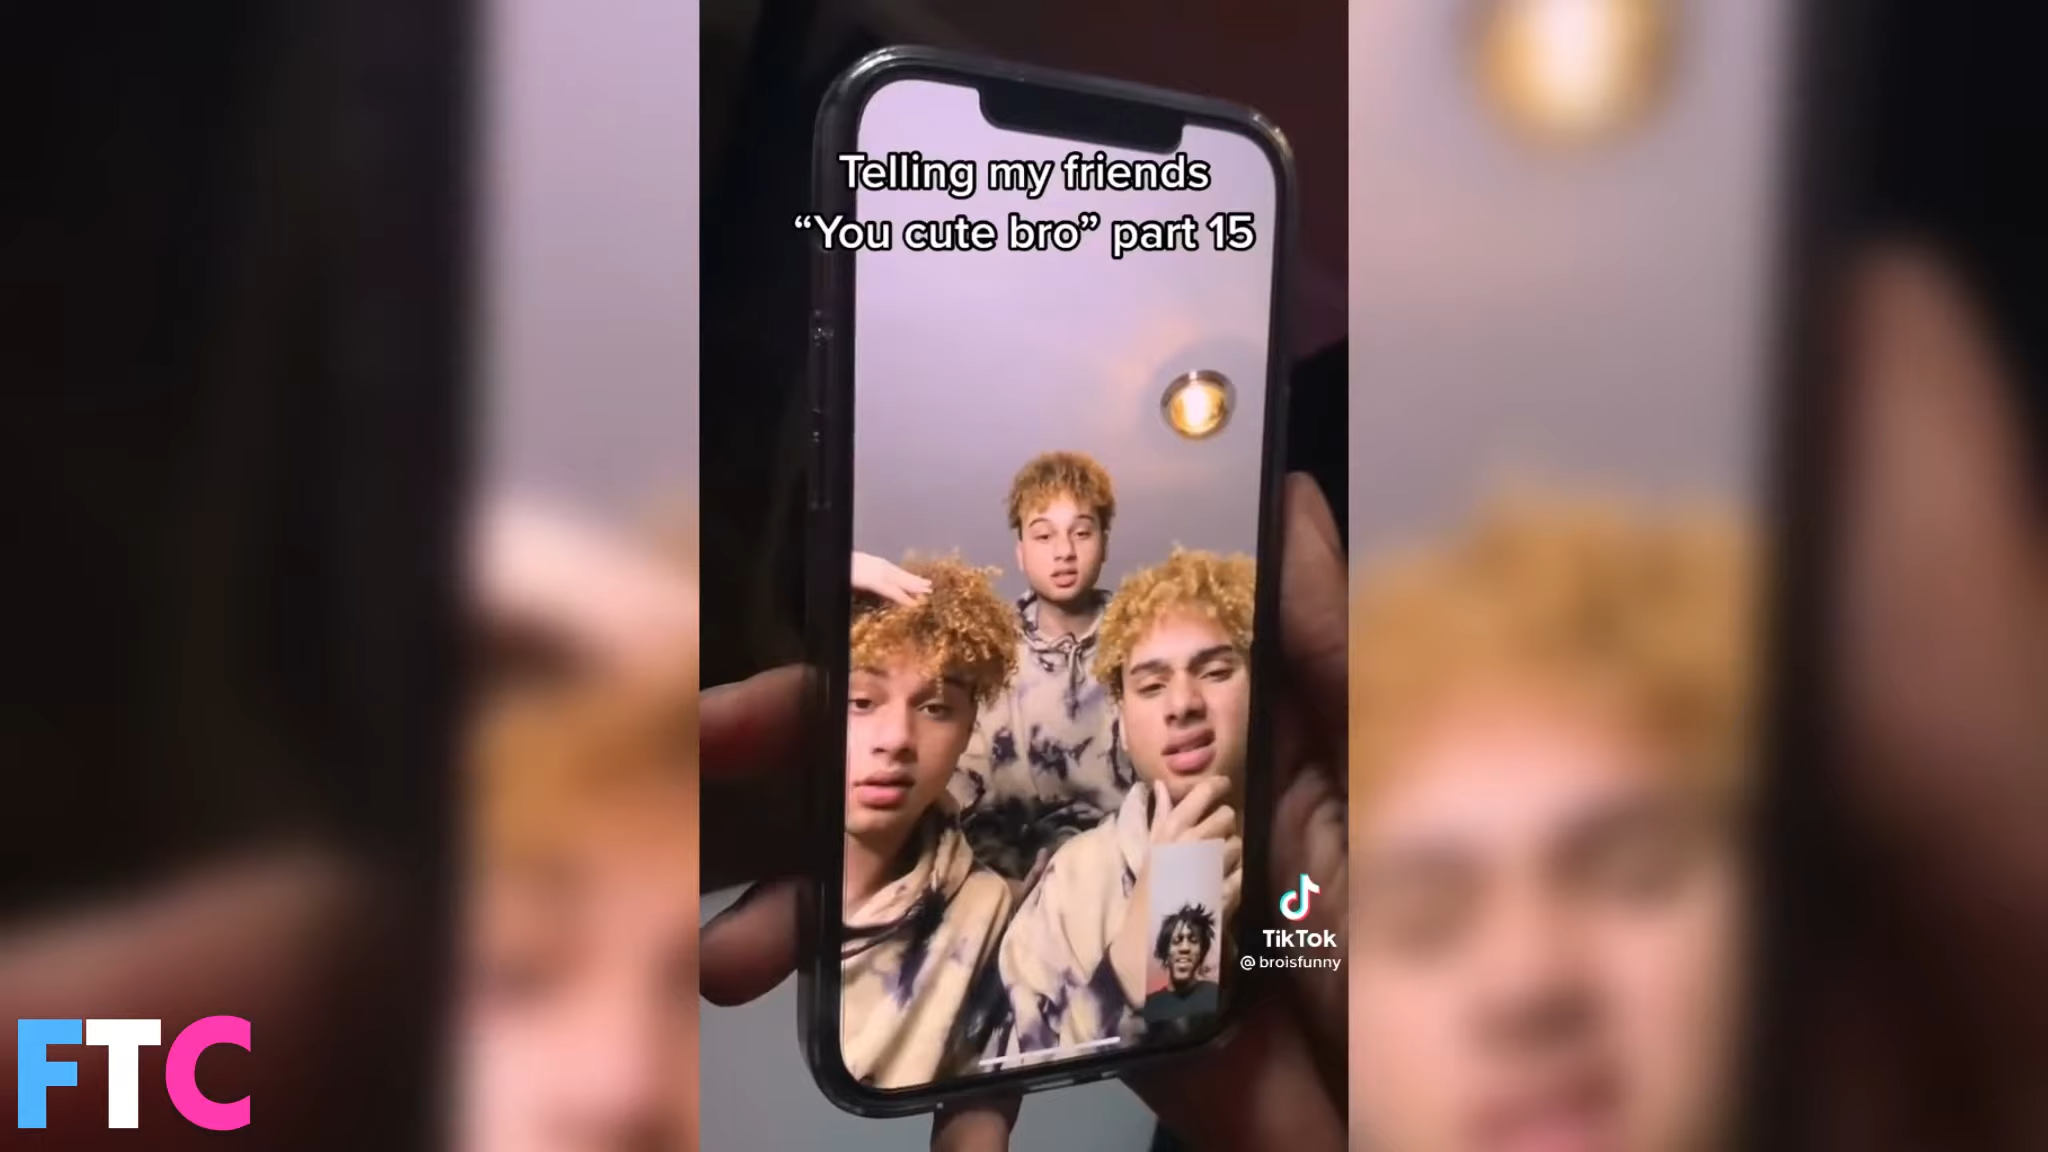 Telling my friends
“You cute bro” part 15
TikTok
@ broisfunny
FTC